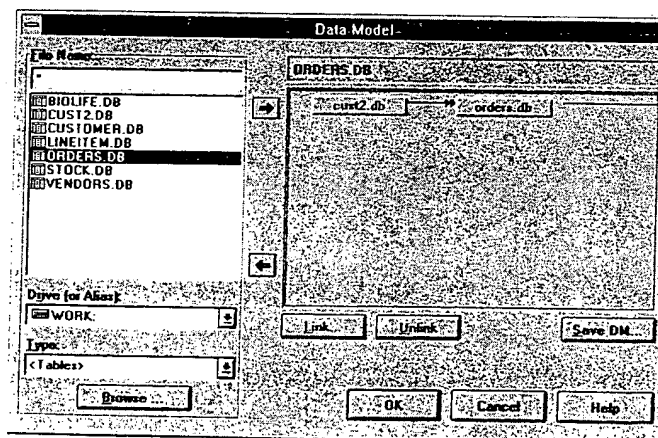 Data Model
File Name:
*
BIOLIFE.DB
CUST2.DB
CUSTOMER.DB
LINEITEM.DB
ORDERS.DB
STOCK.DB
VENDORS.DB
Drive (or Alias):
WORK:
Type:
<Tables>
Browse...
ORDERS.DB
cust2.db
orders.db
Link...
Unlink
Save DM...
OK
Cancel
Help